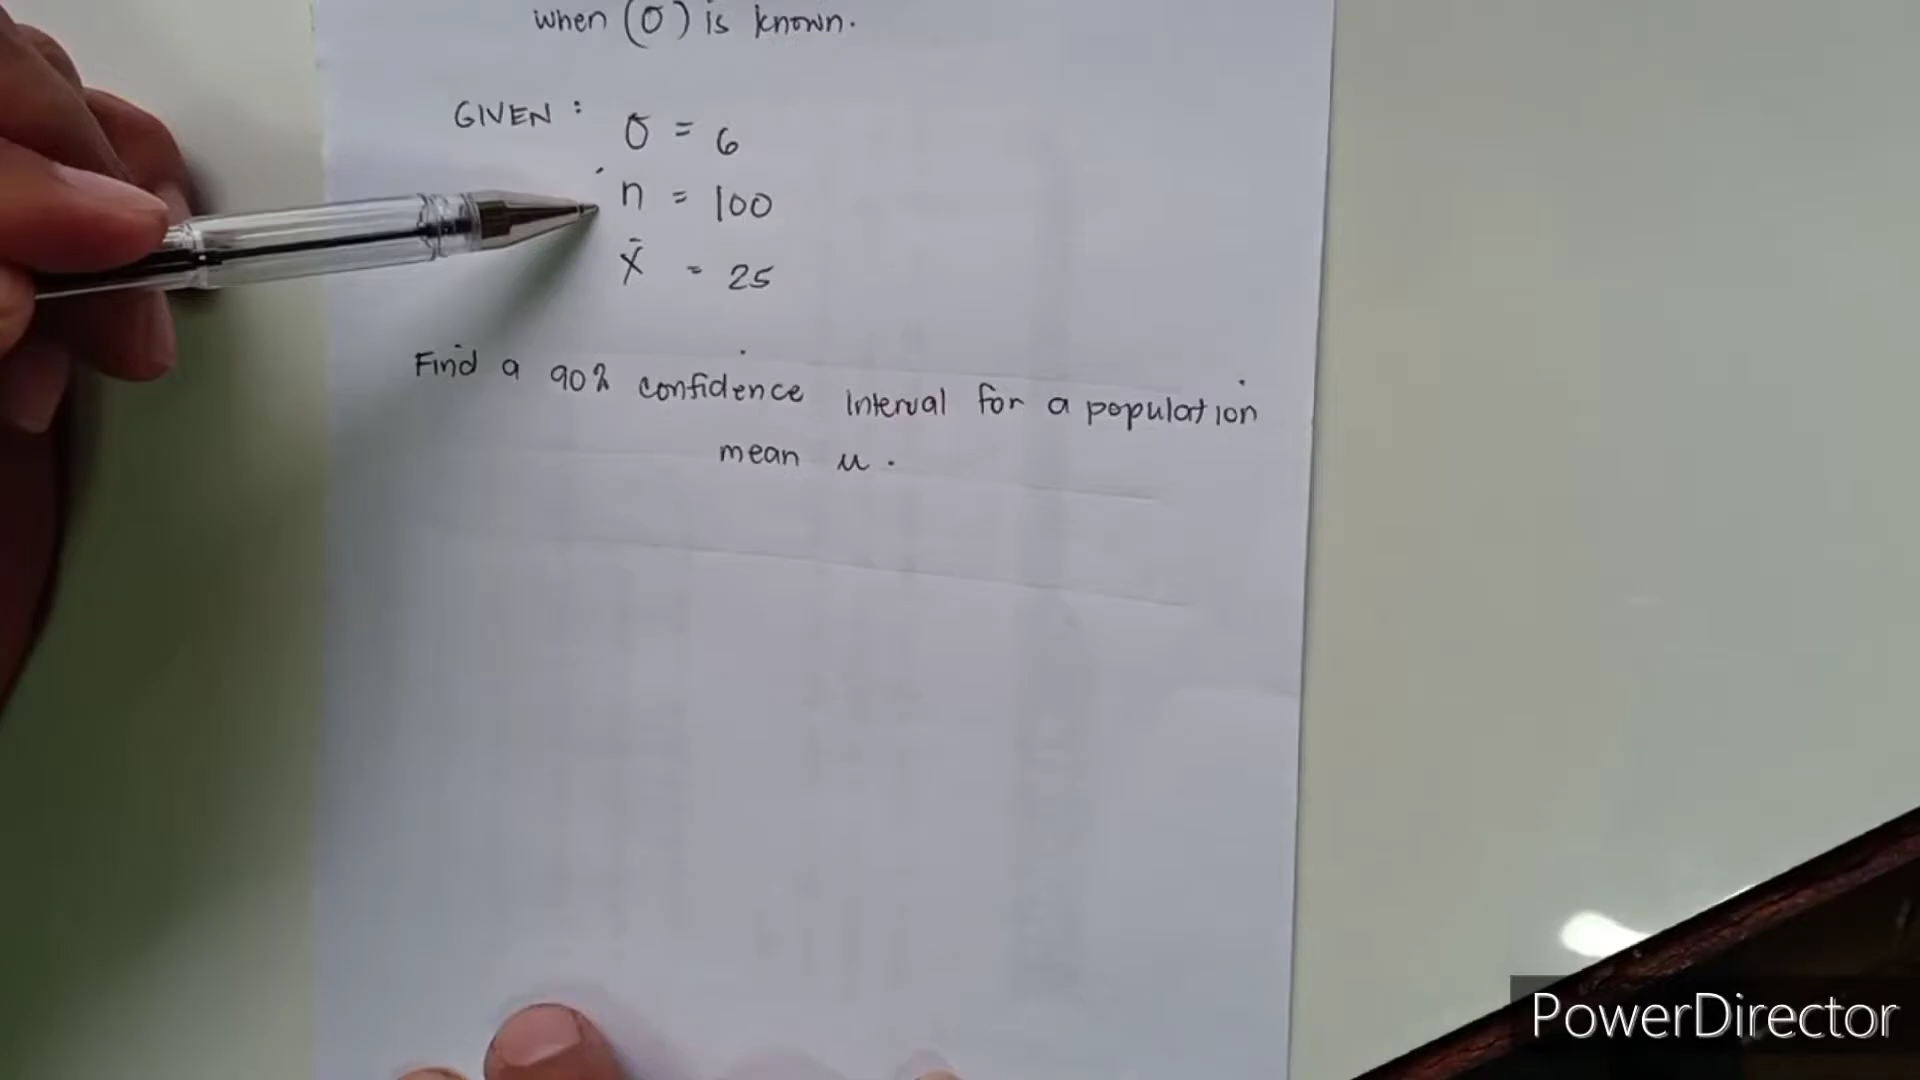 when (σ) is known.
GIVEN : σ = 6
n = 100
x̄ = 25
Find a 90% confidence interval for a population
mean μ.
PowerDirector